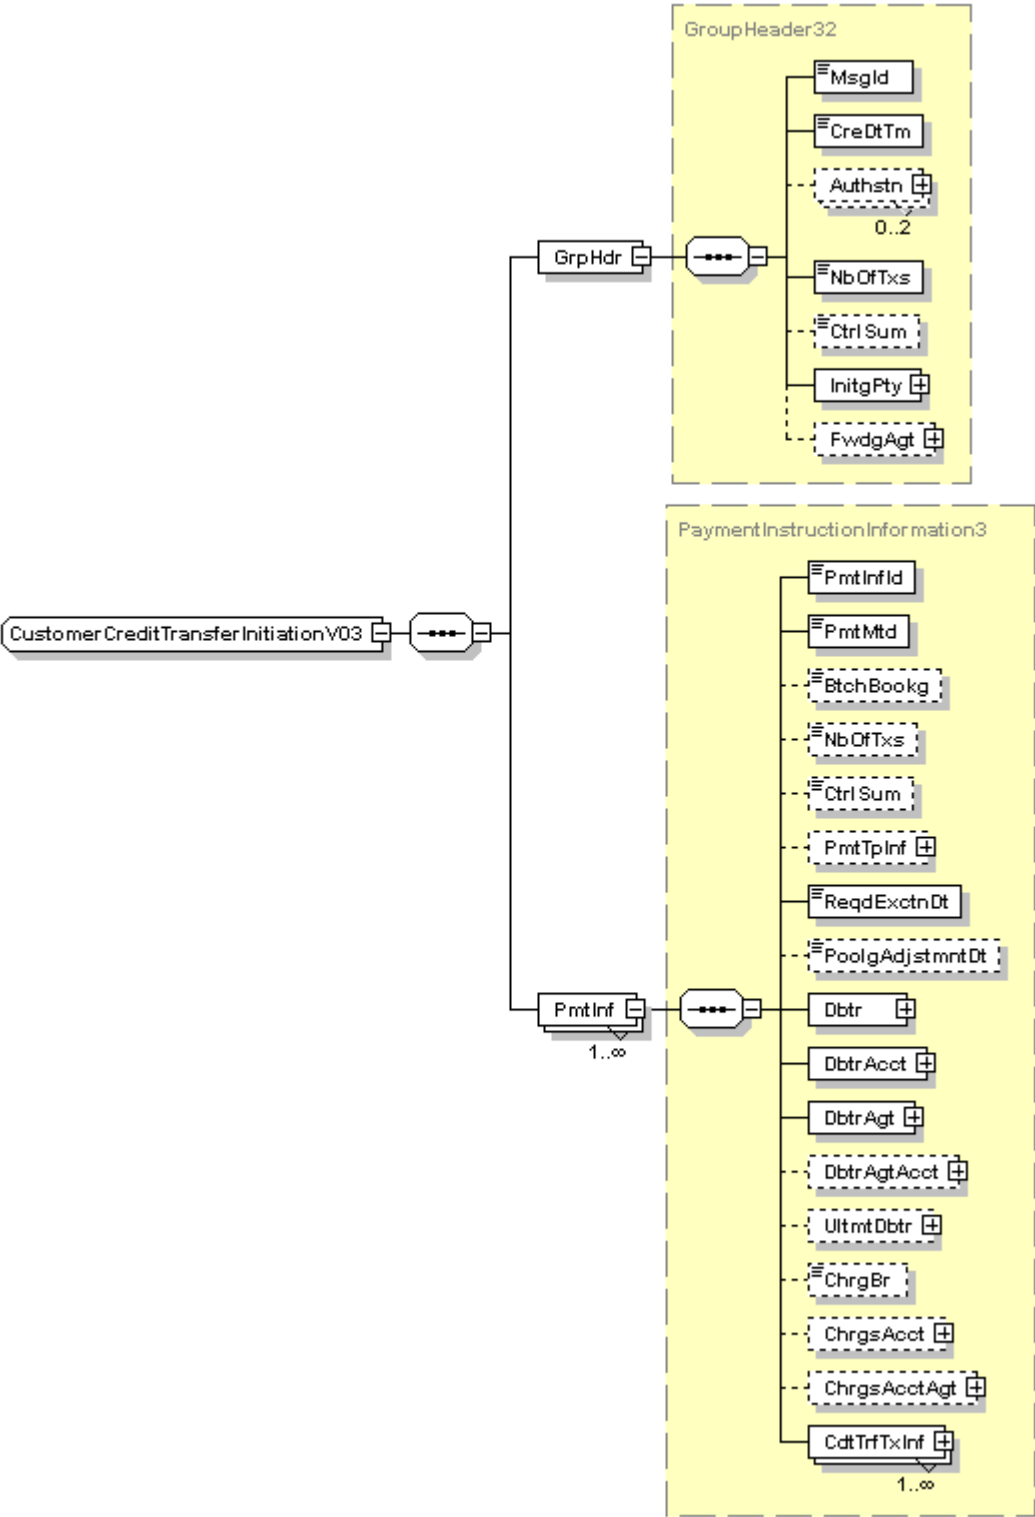 GroupHeader32
MsgId
CreDtTm
Authstn
0..2
GrpHdr
NbOfTxs
CtrlSum
InitgPty
FwdgAgt
PaymentInstructionInformation3
PmtInfId
CustomerCreditTransferInitiationV03
PmtMtd
BtchBookg
NbOfTxs
CtrlSum
PmtTpInf
ReqdExctnDt
PoolgAdjstmntDt
PmtInf
1..∞
Dbtr
DbtrAcct
DbtrAgt
DbtrAgtAcct
UltmtDbtr
ChrgBr
ChrgsAcct
ChrgsAcctAgt
CdtTrfTxInf
1..∞